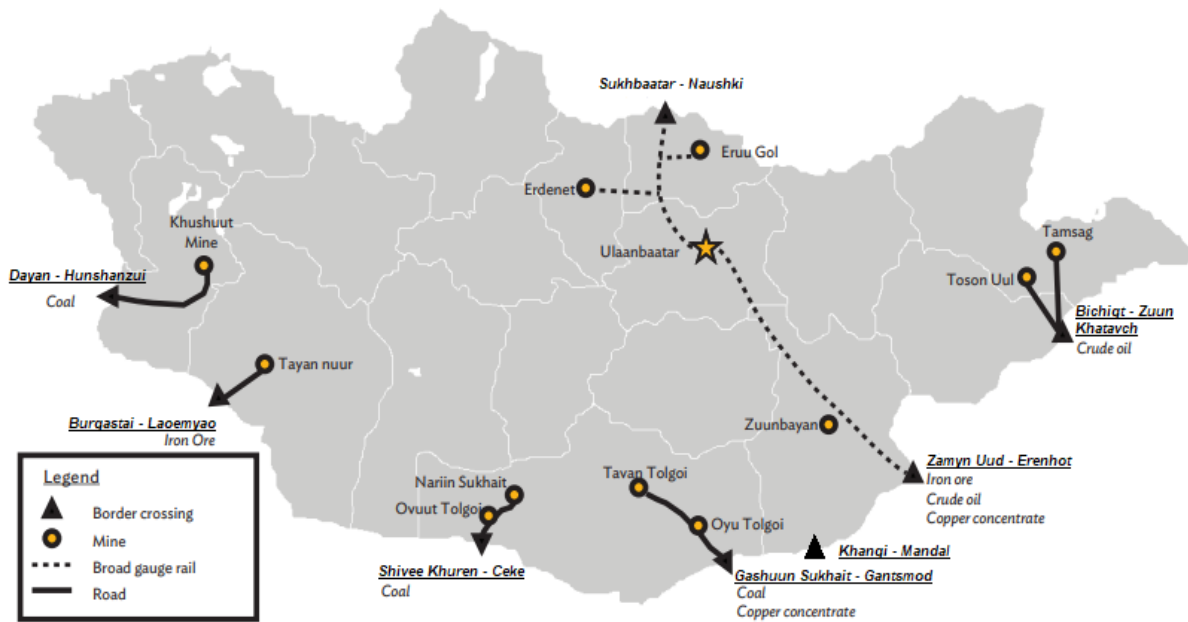 Sukhbaatar - Naushki
Eruu Gol
Erdenet
Khushuut
Mine
Ulaanbaatar
Tamsag
Dayan - Hunshanzui
Coal
Toson Uul
Bichigt - Zuun
Khatavch
Crude oil
Tayan nuur
Burgastai - Laoemyao
Iron Ore
Zuunbayan
Zamyn Uud - Erenhot
Iron ore
Crude oil
Copper concentrate
Nariin Sukhait
Ovuut Tolgoi
Tavan Tolgoi
Oyu Tolgoi
Khangi - Mandal
Shivee Khuren - Ceke
Coal
Gashuun Sukhait - Gantsmod
Coal
Copper concentrate
Legend
Border crossing
Mine
Broad gauge rail
Road